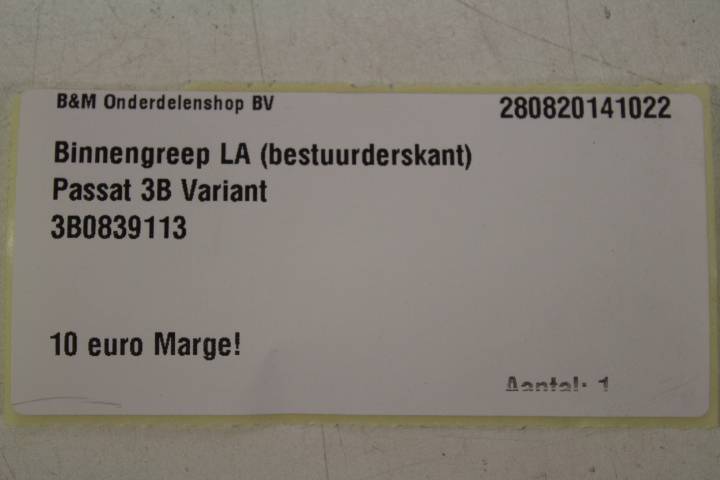 B&M Onderdelenshop BV 280820141022
Binnengreep LA (bestuurderskant)
Passat 3B Variant
3B0839113
10 euro Marge!
Aantal: 1